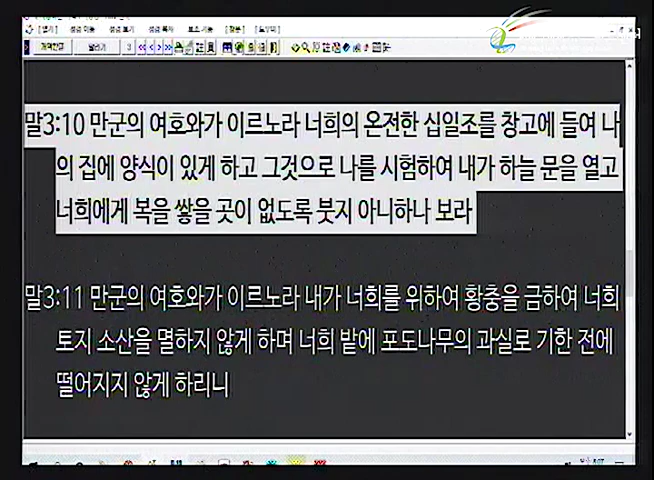 말3:10 만군의 여호와가 이르노라 너희의 온전한 십일조를 창고에 들여 나
의 집에 양식이 있게 하고 그것으로 나를 시험하여 내가 하늘 문을 열고
너희에게 복을 쌓을 곳이 없도록 붓지 아니하나 보라
말3:11 만군의 여호와가 이르노라 내가 너희를 위하여 황충을 금하여 너희
토지 소산을 멸하지 않게 하며 너희 밭에 포도나무의 과실로 기한 전에
떨어지지 않게 하리니